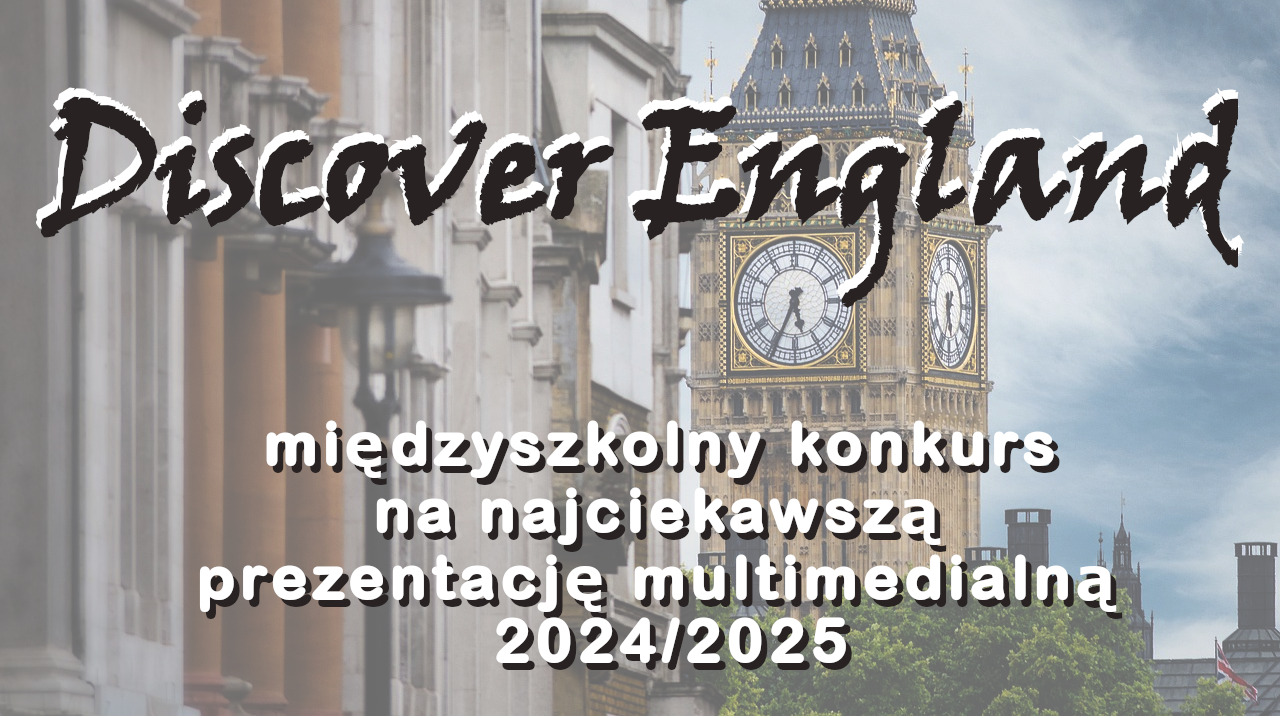 Discover England
międzyszkolny konkurs
na najciekawszą
prezentację multimedialną
2024/2025